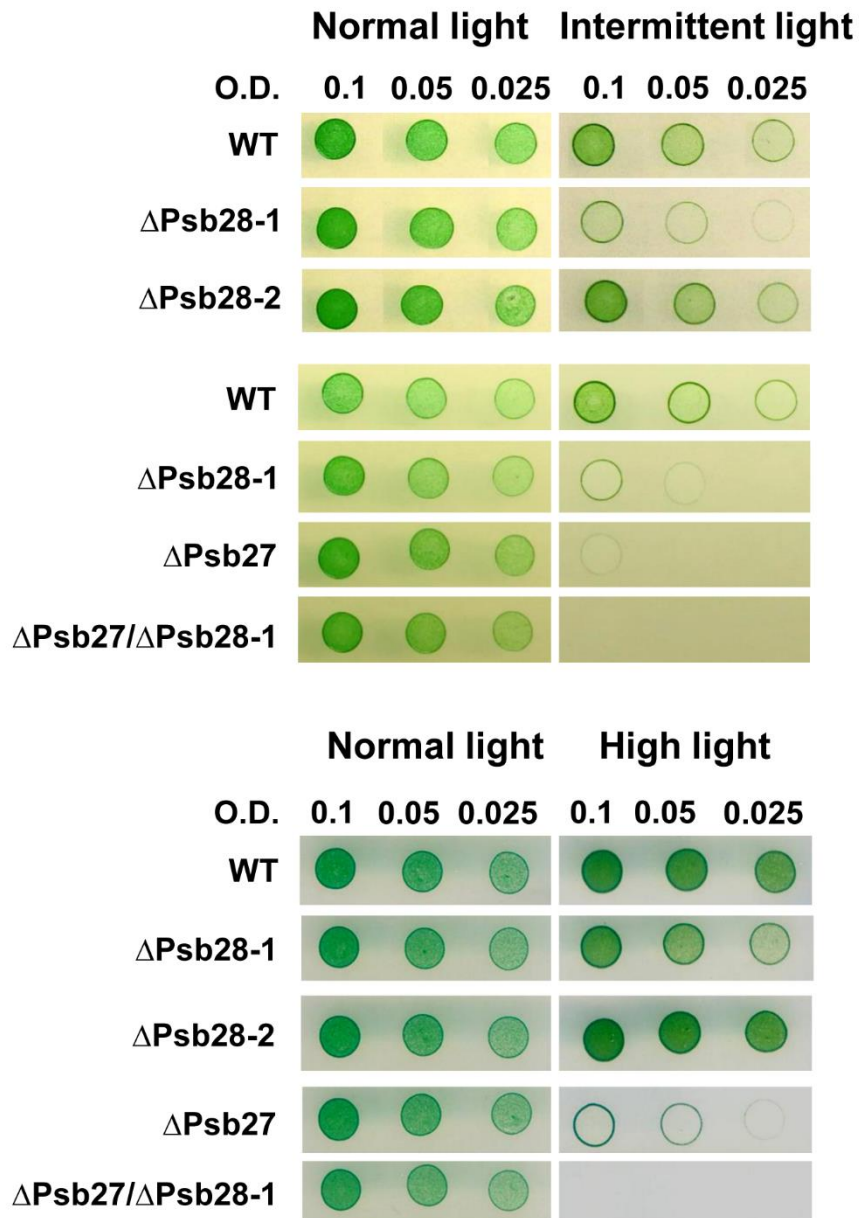 Normal light Intermittent light
O.D. 0.1 0.05 0.025 0.1 0.05 0.025
WT
ΔPsb28-1
ΔPsb28-2
WT
ΔPsb28-1
ΔPsb27
ΔPsb27/ΔPsb28-1
Normal light High light
O.D. 0.1 0.05 0.025 0.1 0.05 0.025
WT
ΔPsb28-1
ΔPsb28-2
ΔPsb27
ΔPsb27/ΔPsb28-1